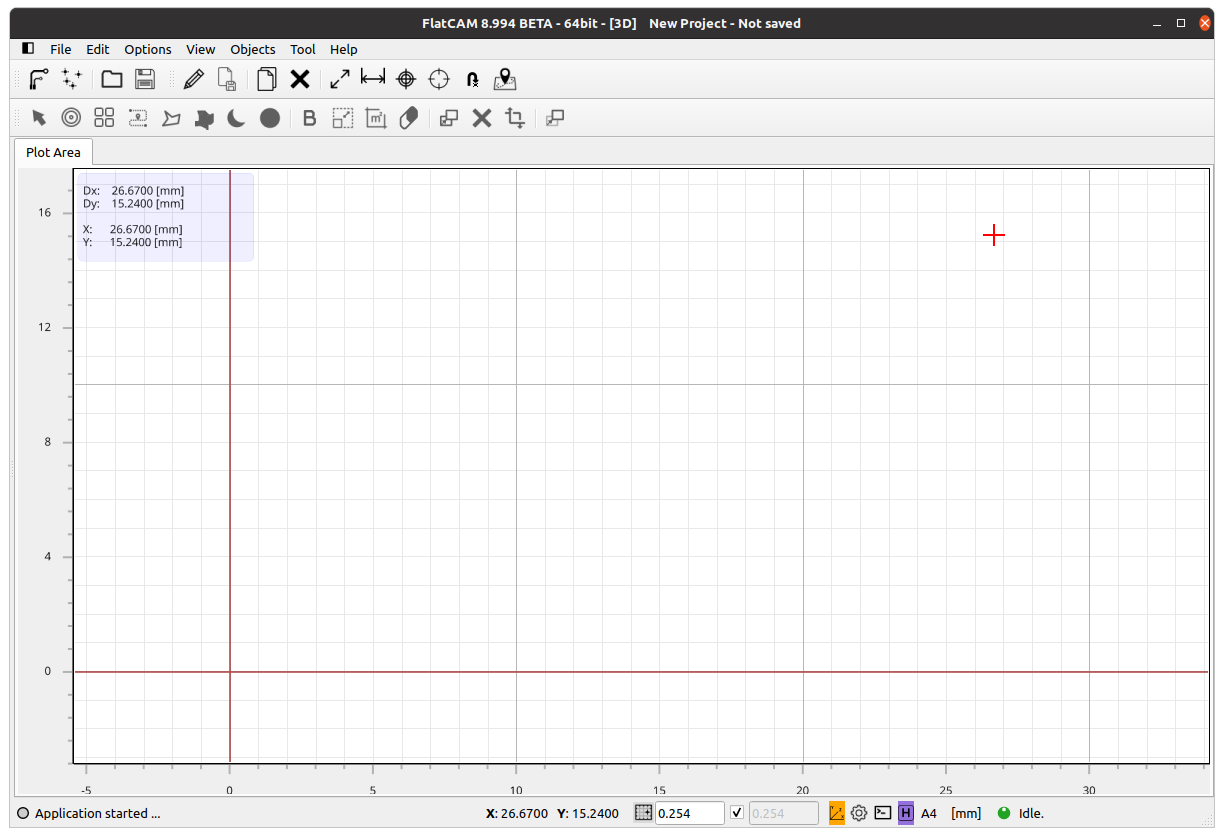 FlatCAM 8.994 BETA - 64bit - [3D] New Project - Not saved
File Edit Options View Objects Tool Help
B m²
Plot Area
Dx: 26.6700 [mm]
Dy: 15.2400 [mm]
X: 26.6700 [mm]
Y: 15.2400 [mm]
16
12
8
4
0
-5 0 5 10 15 20 25 30
Application started ... X: 26.6700 Y: 15.2400 0.254 0.254 H A4 [mm] Idle.